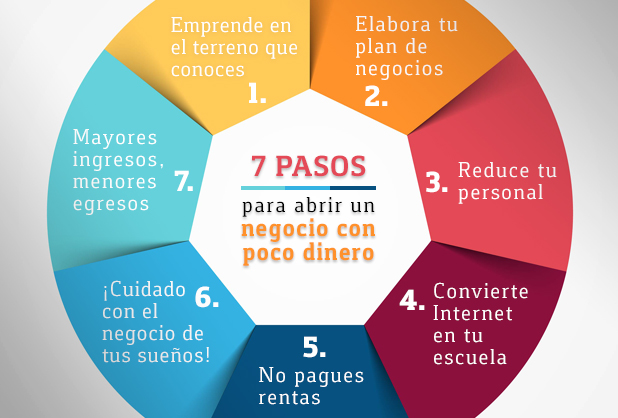 7 PASOS
para abrir un
negocio con
poco dinero
1.
Emprende en
el terreno que
conoces
2.
Elabora tu
plan de
negocios
3.
Reduce tu
personal
4.
Convierte
Internet
en tu
escuela
5.
No pagues
rentas
6.
¡Cuidado
con el
negocio de
tus sueños!
7.
Mayores
ingresos,
menores
egresos